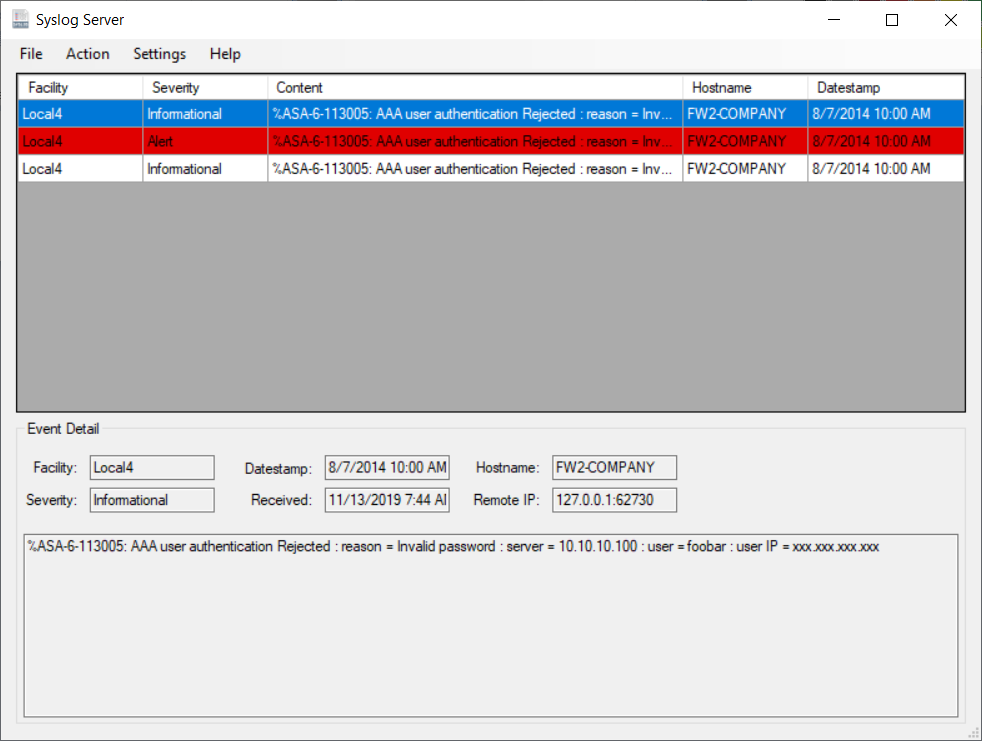 Syslog Server
File Action Settings Help
Facility Severity Content Hostname Datestamp
Local4 Informational %ASA-6-113005: AAA user authentication Rejected : reason = Inv... FW2-COMPANY 8/7/2014 10:00 AM
Local4 Alert %ASA-6-113005: AAA user authentication Rejected : reason = Inv... FW2-COMPANY 8/7/2014 10:00 AM
Local4 Informational %ASA-6-113005: AAA user authentication Rejected : reason = Inv... FW2-COMPANY 8/7/2014 10:00 AM
Event Detail
Facility: Local4 Datestamp: 8/7/2014 10:00 AM Hostname: FW2-COMPANY
Severity: Informational Received: 11/13/2019 7:44 A Remote IP: 127.0.0.1:62730
%ASA-6-113005: AAA user authentication Rejected : reason = Invalid password : server = 10.10.10.100 : user = foobar : user IP = xxx.xxx.xxx.xxx